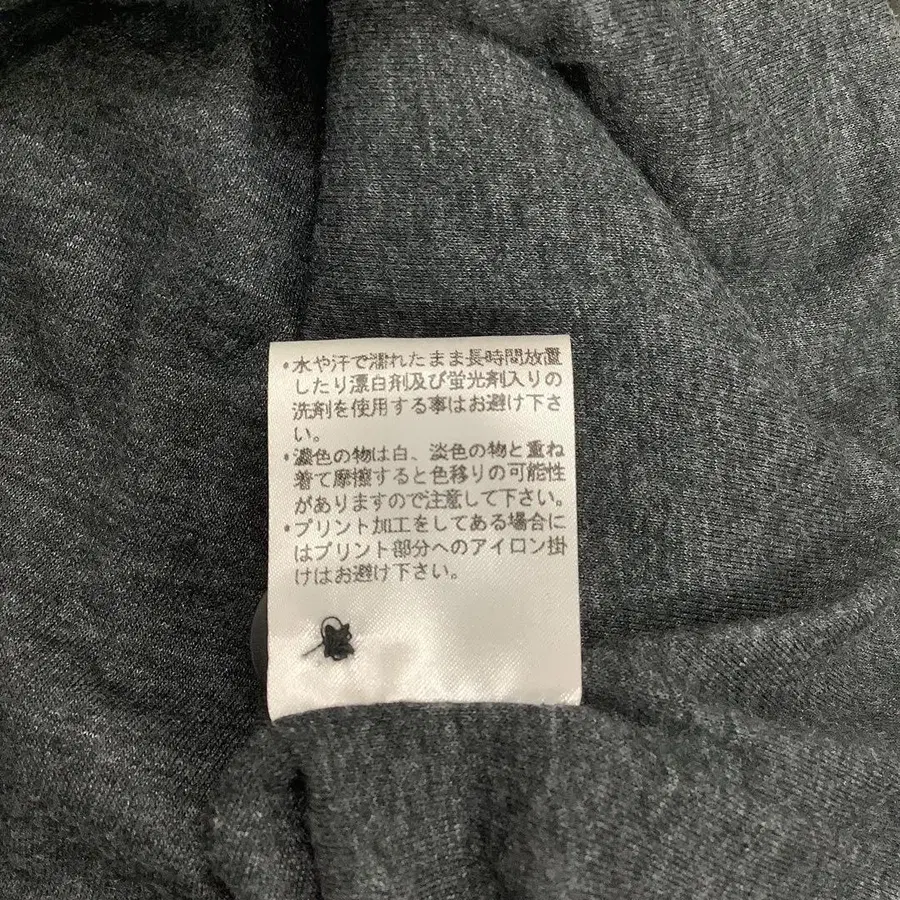 ・水や汗で濡れたまま長時間放置
したり漂白剤及び蛍光剤入りの
洗剤を使用する事はお避け下さ
い。
・濃色の物は白、淡色の物と重ね
着て摩擦すると色移りの可能性
がありますので注意して下さい。
・プリント加工をしてある場合に
はプリント部分へのアイロン掛
けはお避け下さい。